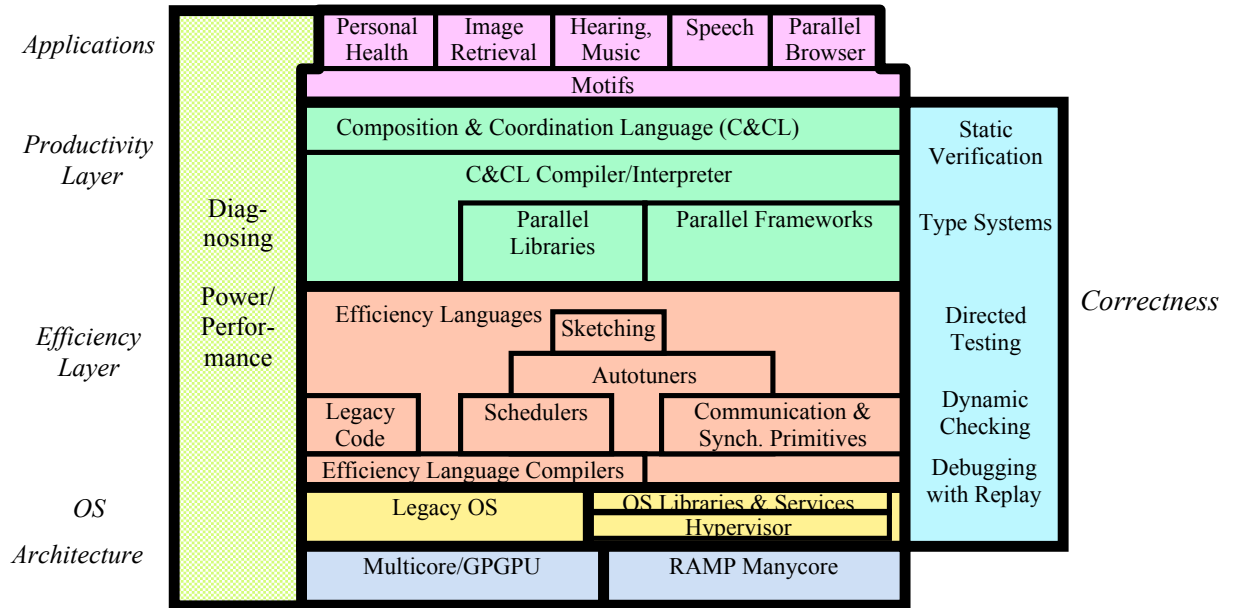 Applications
Personal
Health
Image
Retrieval
Hearing,
Music
Speech
Parallel
Browser
Motifs
Productivity
Layer
Composition & Coordination Language (C&CL)
C&CL Compiler/Interpreter
Parallel
Libraries
Parallel Frameworks
Static
Verification
Type Systems
Diag-
nosing
Power/
Perfor-
mance
Efficiency
Layer
Efficiency Languages
Sketching
Autotuners
Legacy
Code
Schedulers
Communication &
Synch. Primitives
Efficiency Language Compilers
Directed
Testing
Dynamic
Checking
Debugging
with Replay
Correctness
OS
Legacy OS
OS Libraries & Services
Hypervisor
Architecture
Multicore/GPGPU
RAMP Manycore